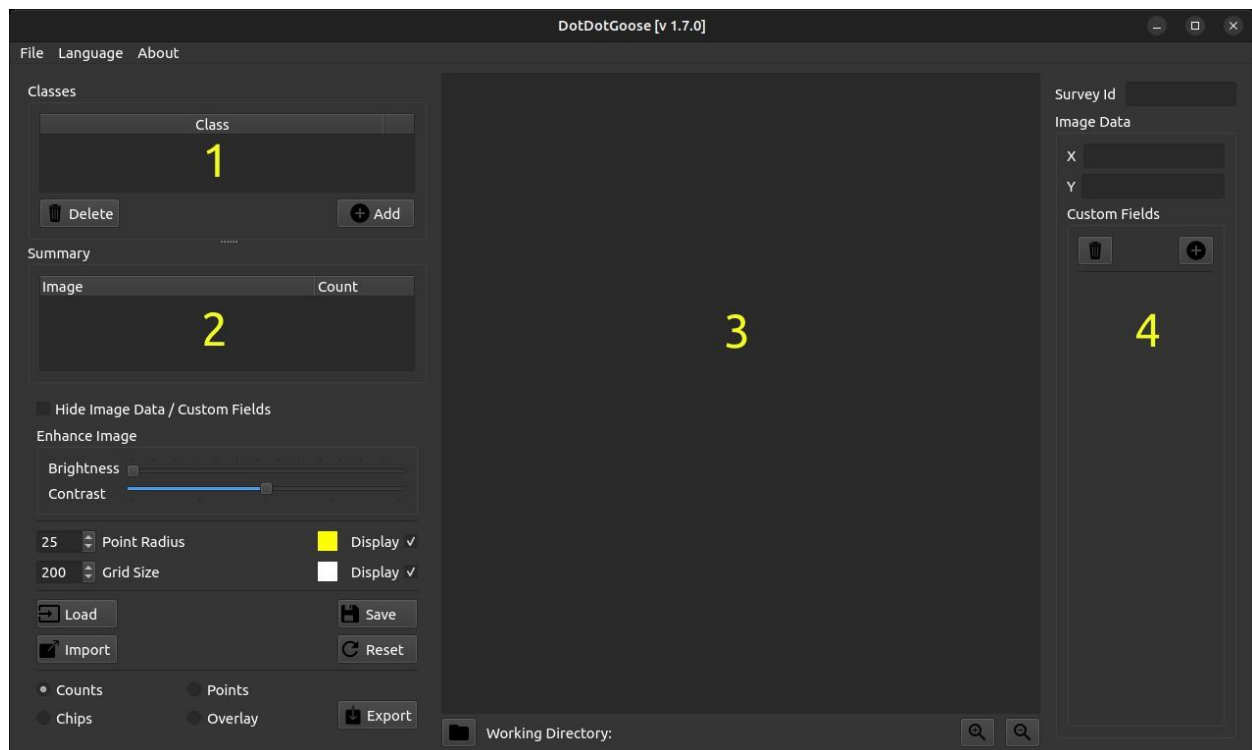 DotDotGoose [v 1.7.0]
File Language About
Classes
Class
1
Delete
Add
Summary
Image Count
2
Hide Image Data / Custom Fields
Enhance Image
Brightness
Contrast
25 Point Radius Display
200 Grid Size Display
Load Save
Import Reset
Counts Points
Chips Overlay
Export
3
Working Directory:
Survey Id
Image Data
X
Y
Custom Fields
4